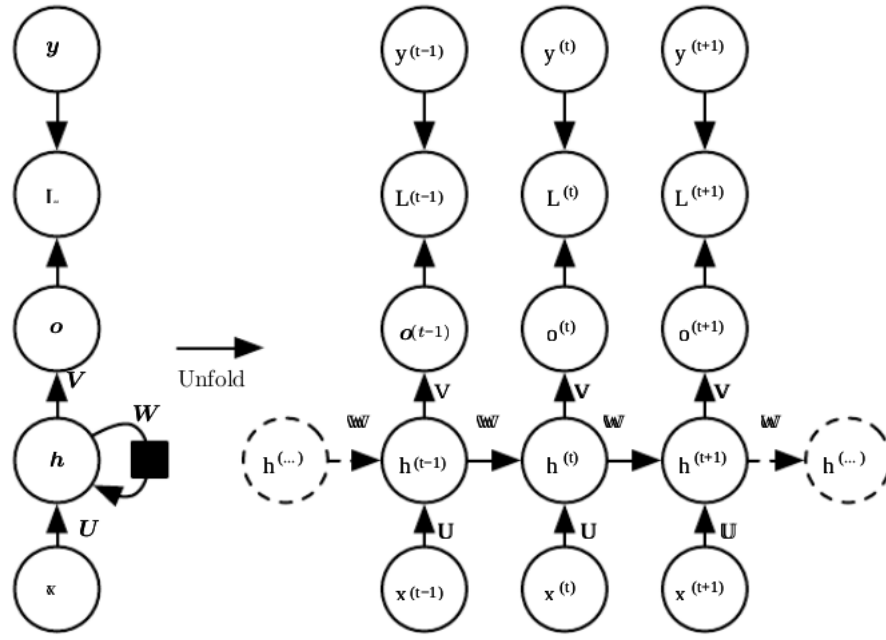 y y(t−1) y(t) y(t+1)
L L(t−1) L(t) L(t+1)
o o(t−1) o(t) o(t+1)
Unfold
V V V V
W W W W W
h h(...) h(t−1) h(t) h(t+1) h(...)
U U U U
x x(t−1) x(t) x(t+1)